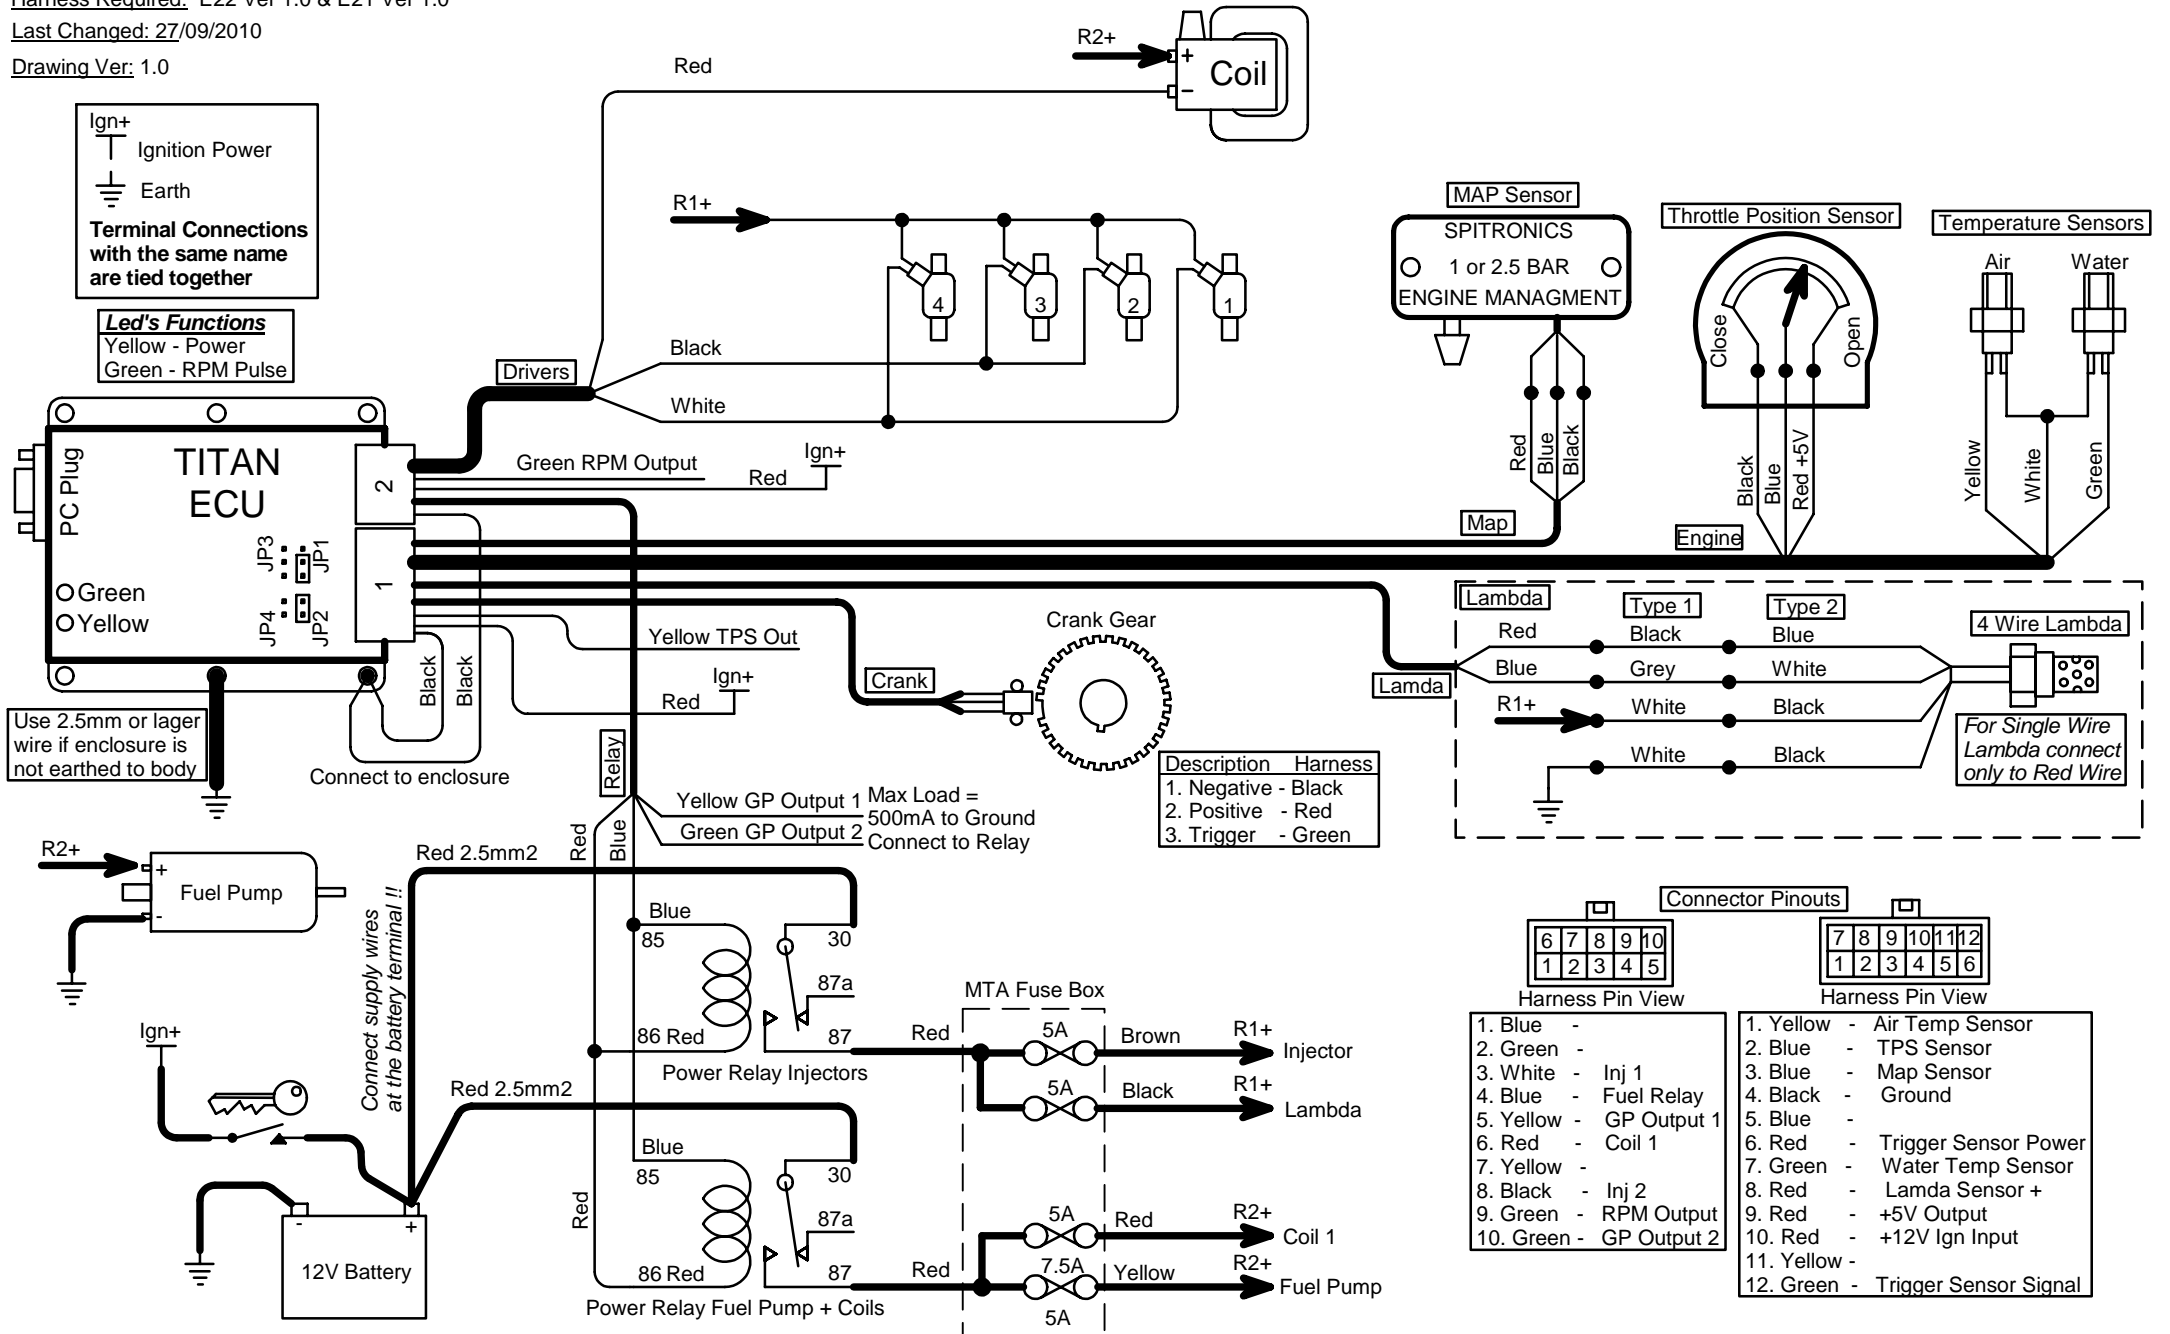 Harness Required: E22 Ver 1.0 & E21 Ver 1.0
Last Changed: 27/09/2010
Drawing Ver: 1.0
Ign+
Ignition Power
Earth
Terminal Connections
with the same name
are tied together
Led's Functions
Yellow - Power
Green - RPM Pulse
Red
R2+
+
-
Coil
R1+
4
3
2
1
Black
White
Drivers
MAP Sensor
SPITRONICS
1 or 2.5 BAR
ENGINE MANAGMENT
Red
Blue
Black
Map
Throttle Position Sensor
Close
Open
Black
Blue
Red +5V
Engine
Temperature Sensors
Air
Water
Yellow
White
Green
PC Plug
TITAN
ECU
2
1
JP3
JP1
JP4
JP2
Green
Yellow
Green RPM Output
Red
Ign+
Yellow TPS Out
Red
Ign+
Black
Black
Connect to enclosure
Use 2.5mm or lager
wire if enclosure is
not earthed to body
Crank
Crank Gear
Description Harness
1. Negative - Black
2. Positive - Red
3. Trigger - Green
Lamda
Lambda
Type 1
Type 2
4 Wire Lambda
Red
Black
Blue
Blue
Grey
White
R1+
White
Black
White
Black
For Single Wire
Lambda connect
only to Red Wire
Relay
Yellow GP Output 1
Green GP Output 2
Max Load =
500mA to Ground
Connect to Relay
Red
Blue
R2+
+
-
Fuel Pump
Red 2.5mm2
Connect supply wires
at the battery terminal !!
Blue
85
30
87a
86 Red
87
Power Relay Injectors
Red
MTA Fuse Box
5A
Brown
R1+
Injector
5A
Black
R1+
Lambda
Ign+
Red 2.5mm2
-
+
12V Battery
Red
Blue
85
30
87a
86 Red
87
Power Relay Fuel Pump + Coils
Red
5A
Red
R2+
Coil 1
7.5A
Yellow
R2+
Fuel Pump
5A
Connector Pinouts
6 7 8 9 10
1 2 3 4 5
Harness Pin View
1. Blue -
2. Green -
3. White - Inj 1
4. Blue - Fuel Relay
5. Yellow - GP Output 1
6. Red - Coil 1
7. Yellow -
8. Black - Inj 2
9. Green - RPM Output
10. Green - GP Output 2
7 8 9 10 11 12
1 2 3 4 5 6
Harness Pin View
1. Yellow - Air Temp Sensor
2. Blue - TPS Sensor
3. Blue - Map Sensor
4. Black - Ground
5. Blue -
6. Red - Trigger Sensor Power
7. Green - Water Temp Sensor
8. Red - Lamda Sensor +
9. Red - +5V Output
10. Red - +12V Ign Input
11. Yellow -
12. Green - Trigger Sensor Signal